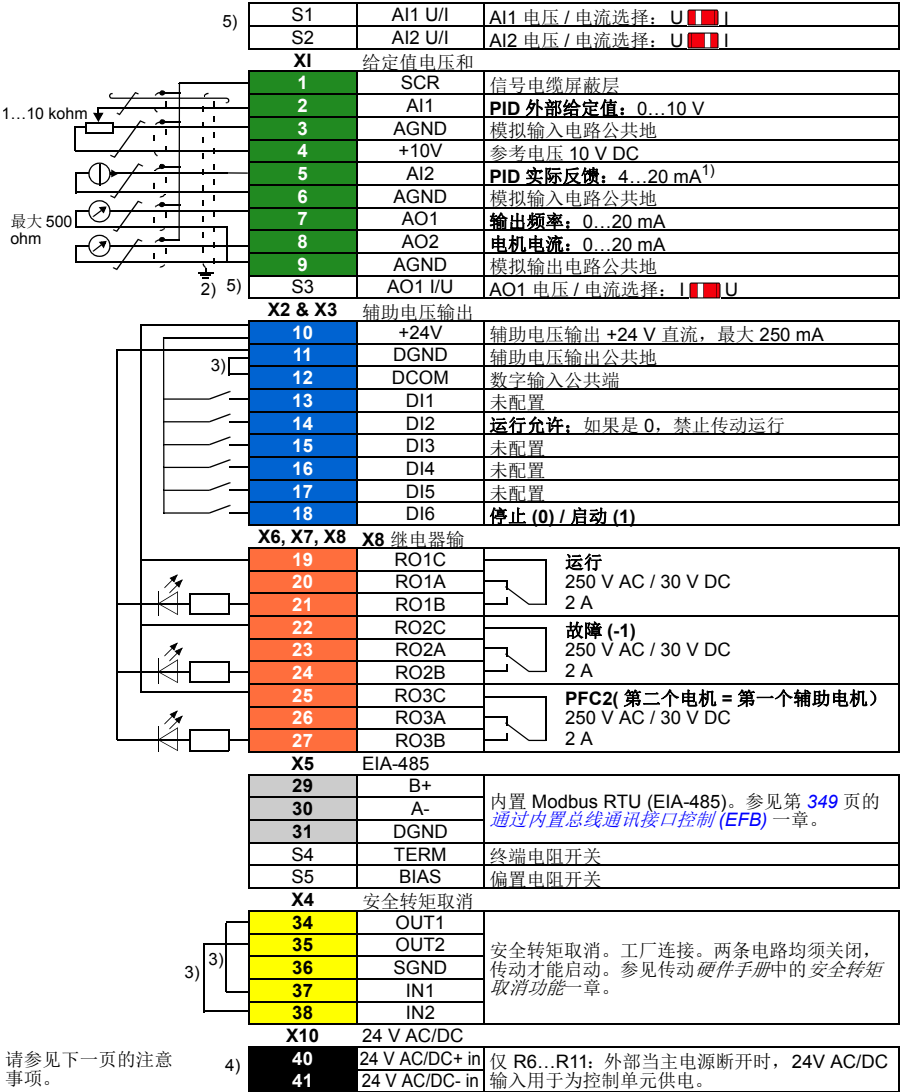 5) S1 AI1 U/I AI1 电压 / 电流选择： U I
S2 AI2 U/I AI2 电压 / 电流选择： U I
XI 给定值电压和
1 SCR 信号电缆屏蔽层
1…10 kohm 2 AI1 PID 外部给定值：0…10 V
3 AGND 模拟输入电路公共地
4 +10V 参考电压 10 V DC
5 AI2 PID 实际反馈：4…20 mA1)
6 AGND 模拟输入电路公共地
最大 500
ohm
7 AO1 输出频率：0…20 mA
8 AO2 电机电流：0…20 mA
9 AGND 模拟输出电路公共地
2) 5) S3 AO1 I/U AO1 电压 / 电流选择： I U
X2 & X3 辅助电压输出
10 +24V 辅助电压输出 +24 V 直流，最大 250 mA
11 DGND 辅助电压输出公共地
3)
12 DCOM 数字输入公共端
13 DI1 未配置
14 DI2 运行允许；如果是 0，禁止传动运行
15 DI3 未配置
16 DI4 未配置
17 DI5 未配置
18 DI6 停止 (0) / 启动 (1)
X6, X7, X8 X8 继电器输
19 RO1C 运行
20 RO1A 250 V AC / 30 V DC
21 RO1B 2 A
22 RO2C 故障 (-1)
23 RO2A 250 V AC / 30 V DC
24 RO2B 2 A
25 RO3C PFC2( 第二个电机 = 第一个辅助电机）
26 RO3A 250 V AC / 30 V DC
27 RO3B 2 A
X5 EIA-485
29 B+
30 A-
31 DGND
内置 Modbus RTU (EIA-485)。参见第 349 页的
通过内置总线通讯接口控制 (EFB) 一章。
S4 TERM 终端电阻开关
S5 BIAS 偏置电阻开关
X4 安全转矩取消
34 OUT1
35 OUT2
3) 3) 36 SGND
37 IN1
38 IN2
安全转矩取消。工厂连接。两条电路均须关闭，
传动才能启动。参见传动硬件手册中的安全转矩
取消功能一章。
X10 24 V AC/DC
请参见下一页的注意
事项。
4) 40 24 V AC/DC+ in 仅 R6…R11：外部当主电源断开时，24V AC/DC
41 24 V AC/DC- in 输入用于为控制单元供电。